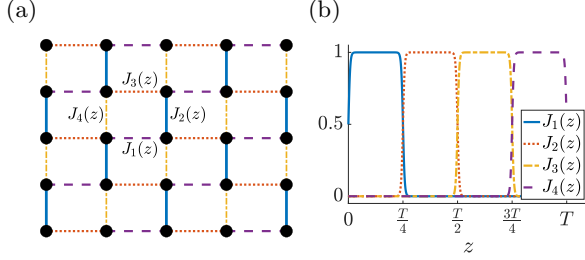 (a)
J₃(z)
J₄(z)
J₂(z)
J₁(z)
(b)
1
0.5
0
J₁(z)
J₂(z)
J₃(z)
J₄(z)
0
T/4
T/2
3T/4
T
z